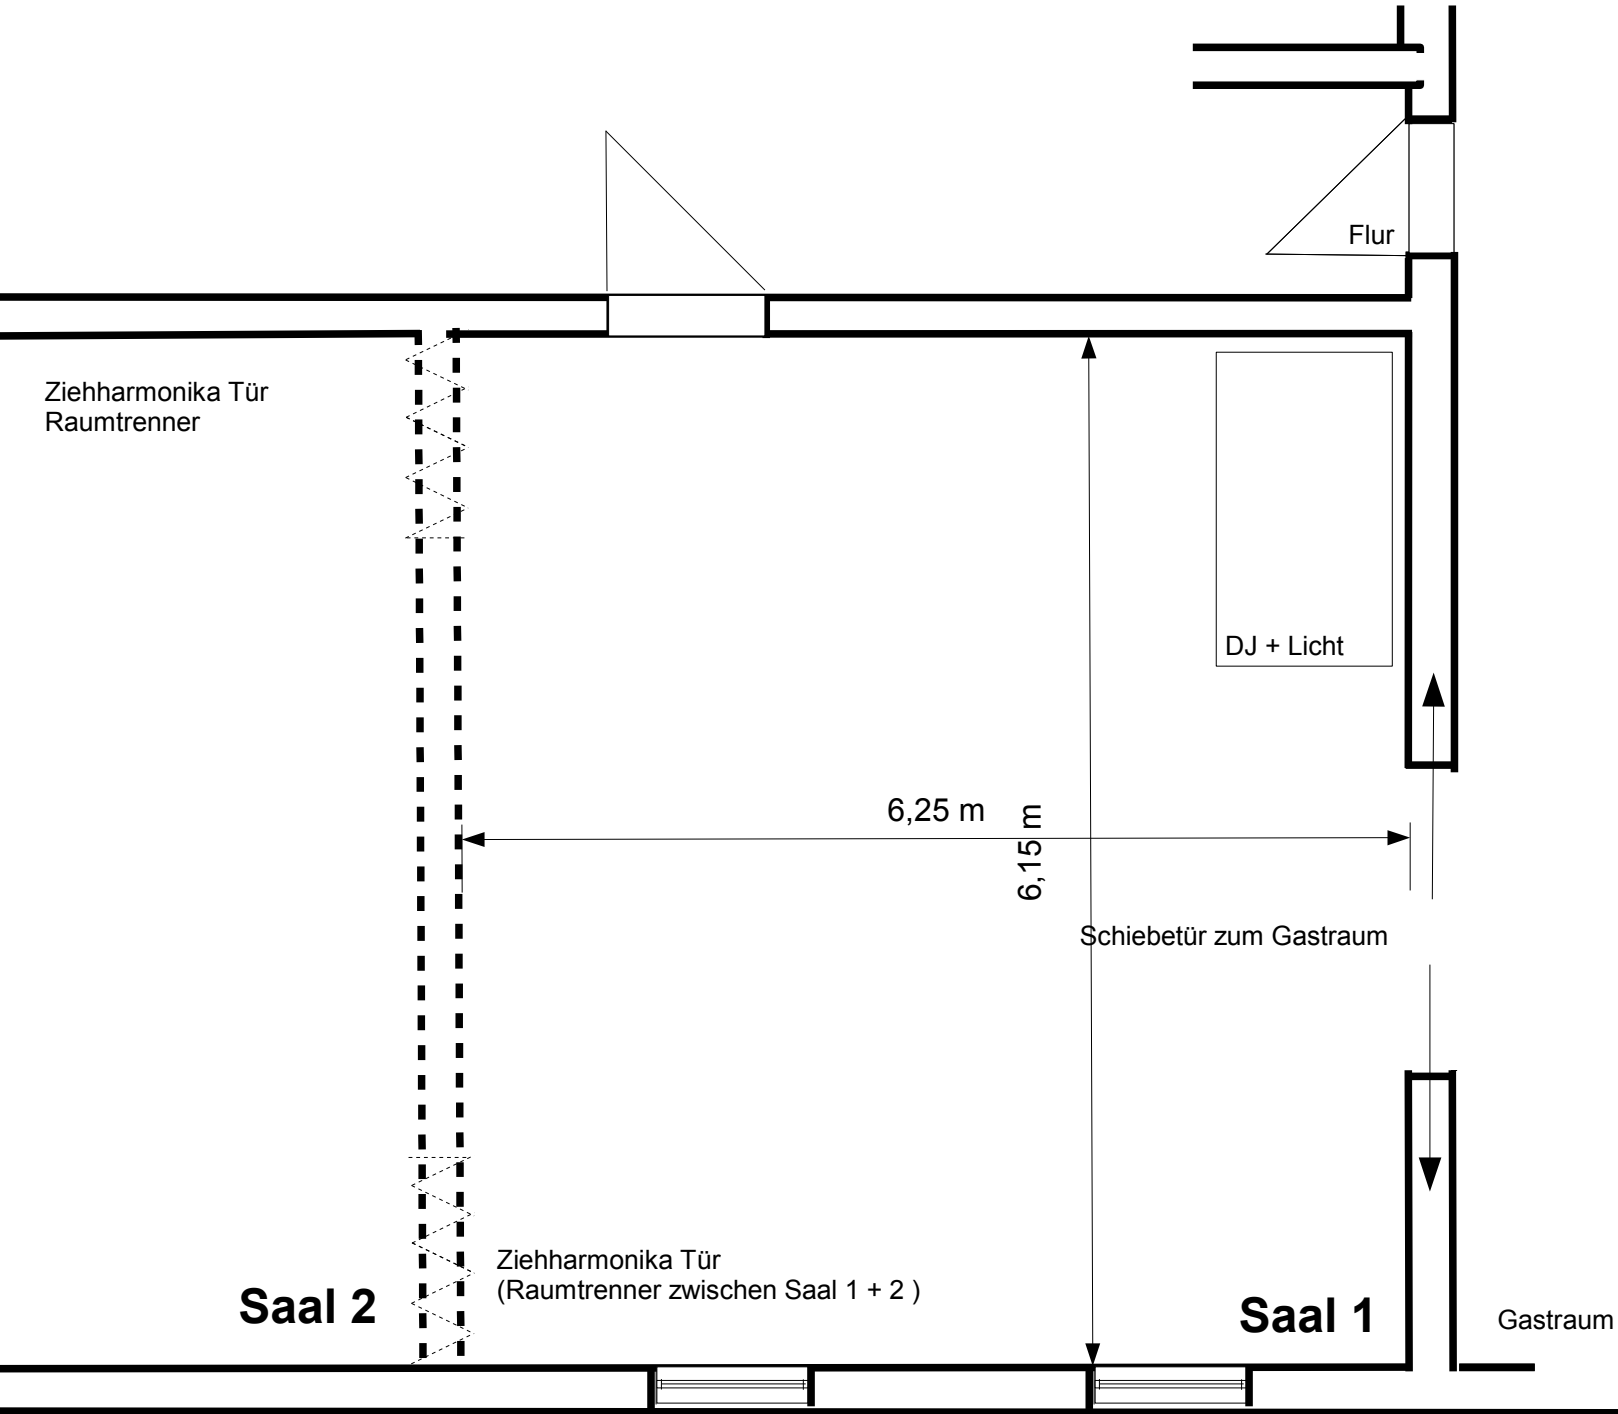 Flur
Ziehharmonika Tür
Raumtrenner
DJ + Licht
6,25 m
6,15 m
Schiebetür zum Gastraum
Ziehharmonika Tür
(Raumtrenner zwischen Saal 1 + 2 )
Saal 2
Saal 1
Gastraum